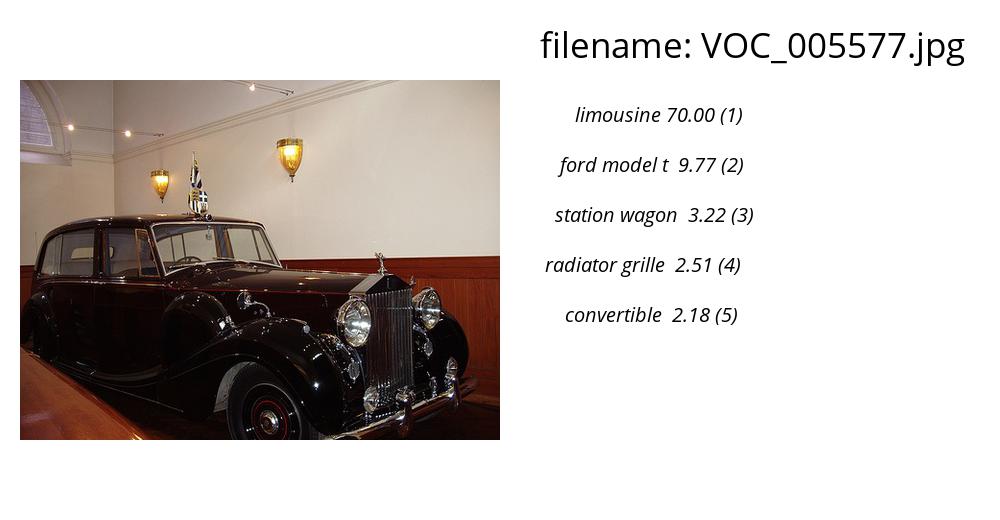 filename: VOC_005577.jpg
limousine 70.00 (1)
ford model t 9.77 (2)
station wagon 3.22 (3)
radiator grille 2.51 (4)
convertible 2.18 (5)